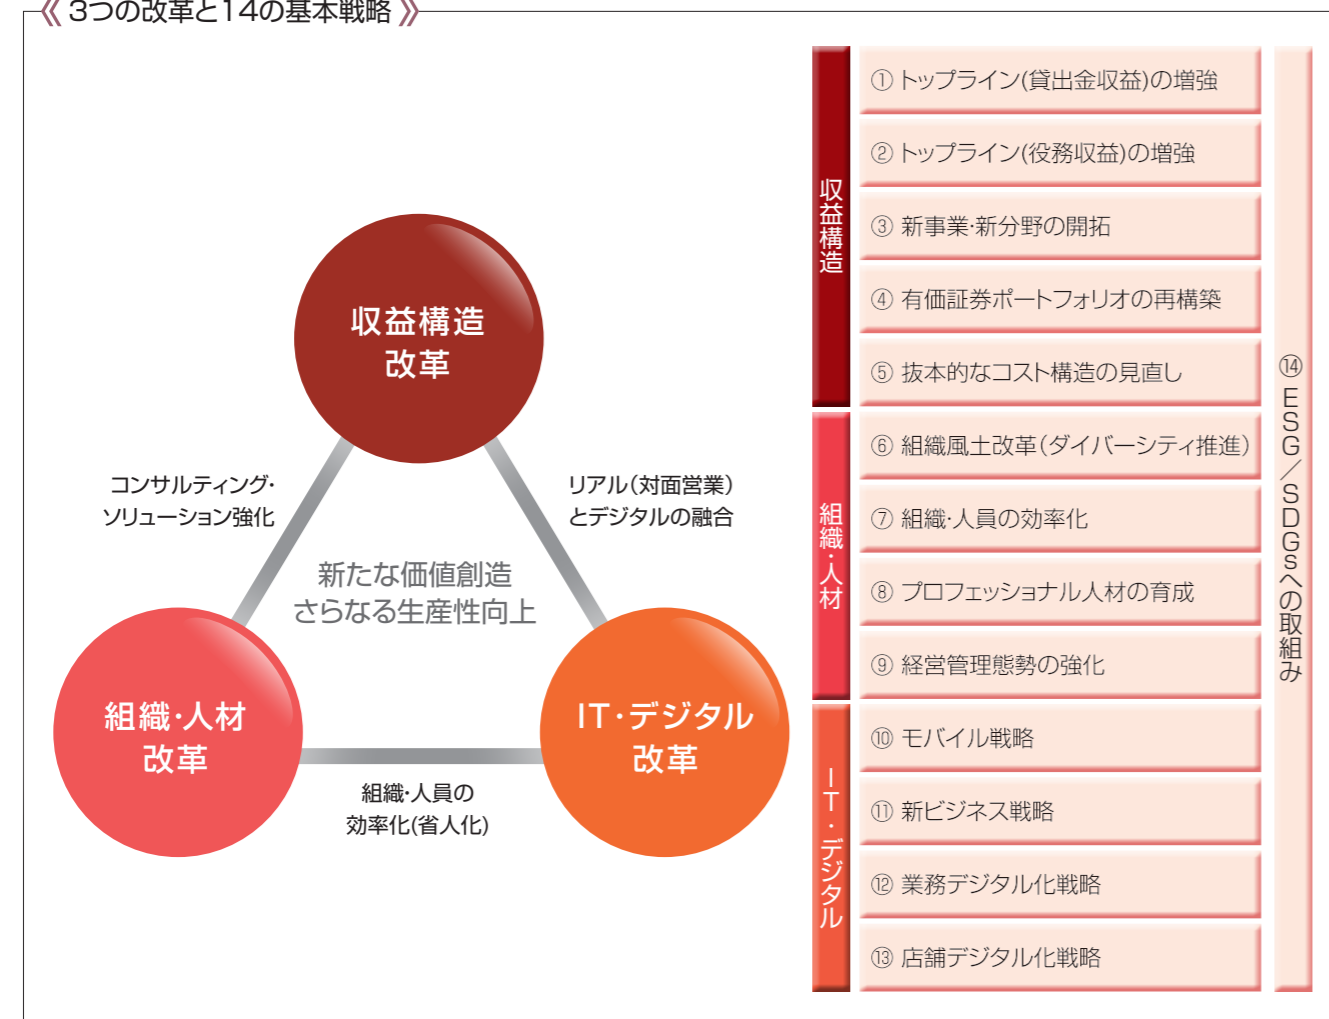 《 3つの改革と14の基本戦略 》
収益構造
改革
コンサルティング・
ソリューション強化
リアル（対面営業）
とデジタルの融合
新たな価値創造
さらなる生産性向上
組織・人材
改革
IT・デジタル
改革
組織・人員の
効率化(省人化)
収益構造
① トップライン(貸出金収益)の増強
② トップライン(役務収益)の増強
③ 新事業・新分野の開拓
④ 有価証券ポートフォリオの再構築
⑤ 抜本的なコスト構造の見直し
組織・人材
⑥ 組織風土改革（ダイバーシティ推進）
⑦ 組織・人員の効率化
⑧ プロフェッショナル人材の育成
⑨ 経営管理態勢の強化
IT・デジタル
⑩ モバイル戦略
⑪ 新ビジネス戦略
⑫ 業務デジタル化戦略
⑬ 店舗デジタル化戦略
⑭ ESG／SDGsへの取組み